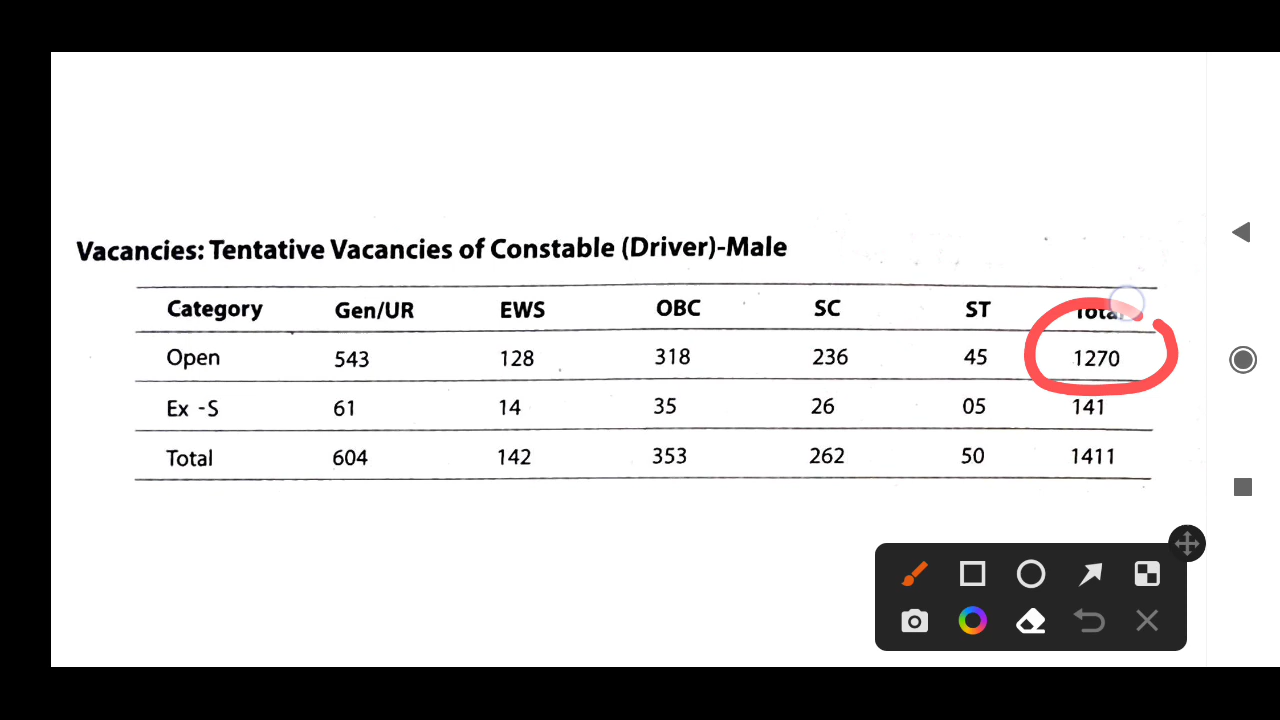 Vacancies: Tentative Vacancies of Constable (Driver)-Male
Category Gen/UR EWS OBC SC ST Total
Open 543 128 318 236 45 1270
Ex -S 61 14 35 26 05 141
Total 604 142 353 262 50 1411